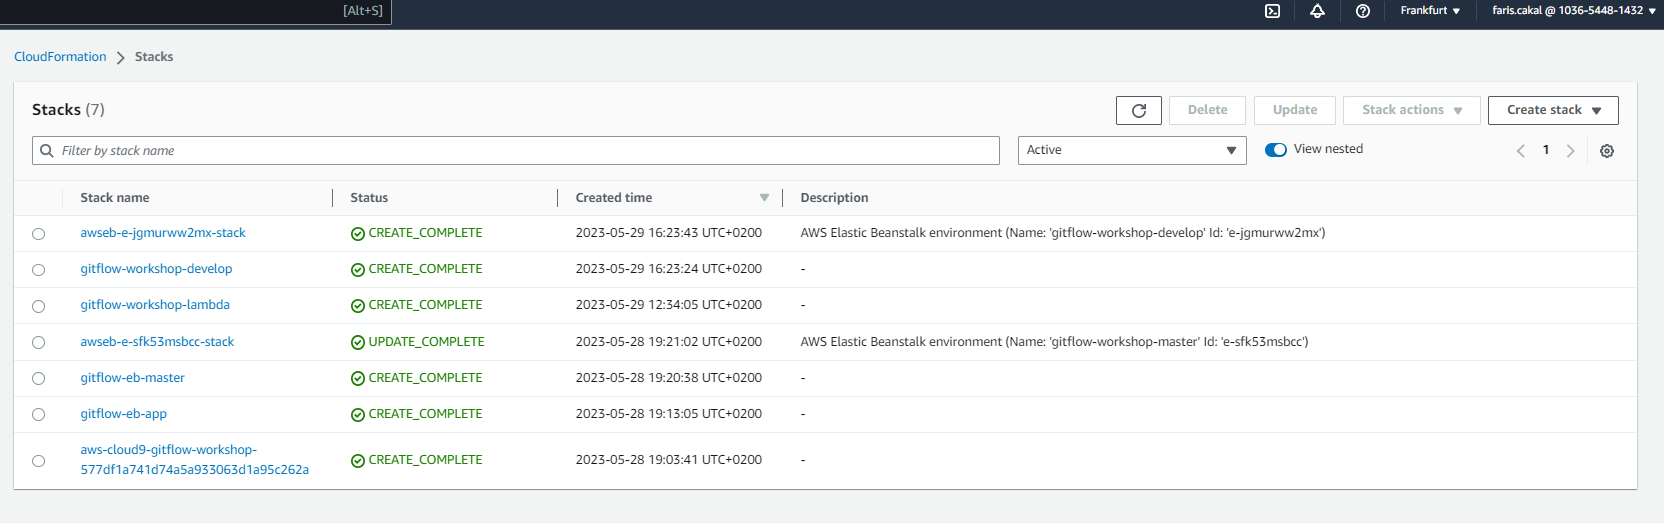 [Alt+S]
Frankfurt
faris.cakal @ 1036-5448-1432
CloudFormation
Stacks
Stacks (7)
Delete
Update
Stack actions
Create stack
Filter by stack name
Active
View nested
1
Stack name Status Created time Description
awseb-e-jgmurww2mx-stack CREATE_COMPLETE 2023-05-29 16:23:43 UTC+0200 AWS Elastic Beanstalk environment (Name: 'gitflow-workshop-develop' Id: 'e-jgmurww2mx')
gitflow-workshop-develop CREATE_COMPLETE 2023-05-29 16:23:24 UTC+0200 -
gitflow-workshop-lambda CREATE_COMPLETE 2023-05-29 12:34:05 UTC+0200 -
awseb-e-sfk53msbcc-stack UPDATE_COMPLETE 2023-05-28 19:21:02 UTC+0200 AWS Elastic Beanstalk environment (Name: 'gitflow-workshop-master' Id: 'e-sfk53msbcc')
gitflow-eb-master CREATE_COMPLETE 2023-05-28 19:20:38 UTC+0200 -
gitflow-eb-app CREATE_COMPLETE 2023-05-28 19:13:05 UTC+0200 -
aws-cloud9-gitflow-workshop-
577df1a741d74a5a933063d1a95c262a CREATE_COMPLETE 2023-05-28 19:03:41 UTC+0200 -